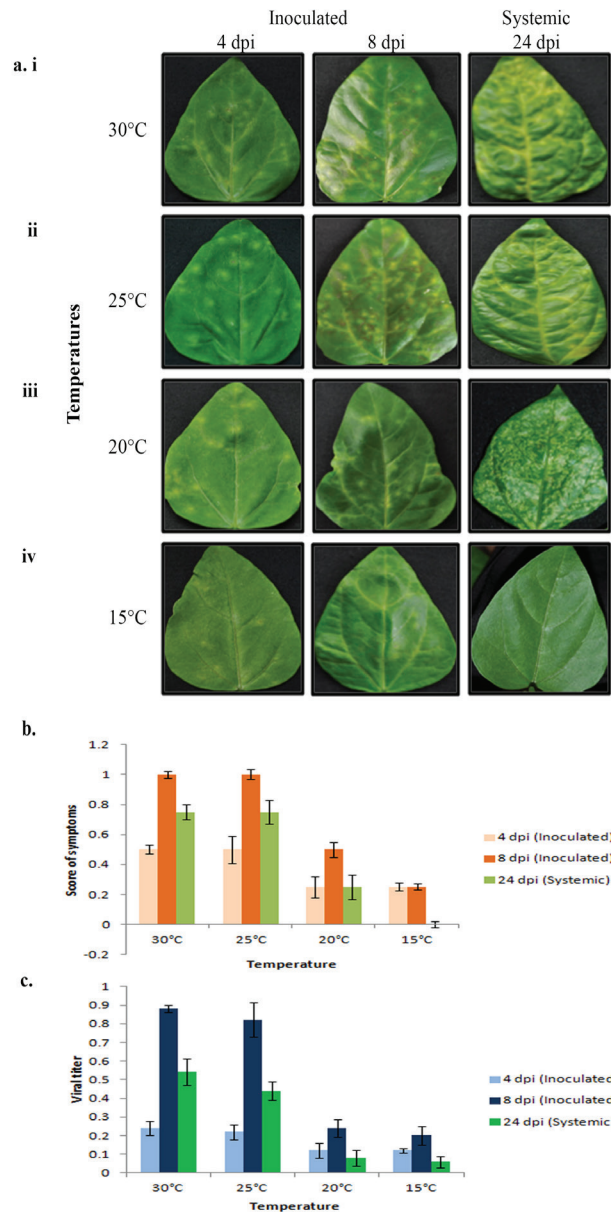 Inoculated Systemic
4 dpi 8 dpi 24 dpi
a. i
30°C
ii
25°C
Temperatures
iii
20°C
iv
15°C
b.
Score of symptoms
1.2
1
0.8
0.6
0.4
0.2
0
-0.2
30°C 25°C 20°C 15°C
Temperature
4 dpi (Inoculated)
8 dpi (Inoculated)
24 dpi (Systemic)
c.
Viral titer
1
0.9
0.8
0.7
0.6
0.5
0.4
0.3
0.2
0.1
0
30°C 25°C 20°C 15°C
Temperature
4 dpi (Inoculated)
8 dpi (Inoculated)
24 dpi (Systemic)